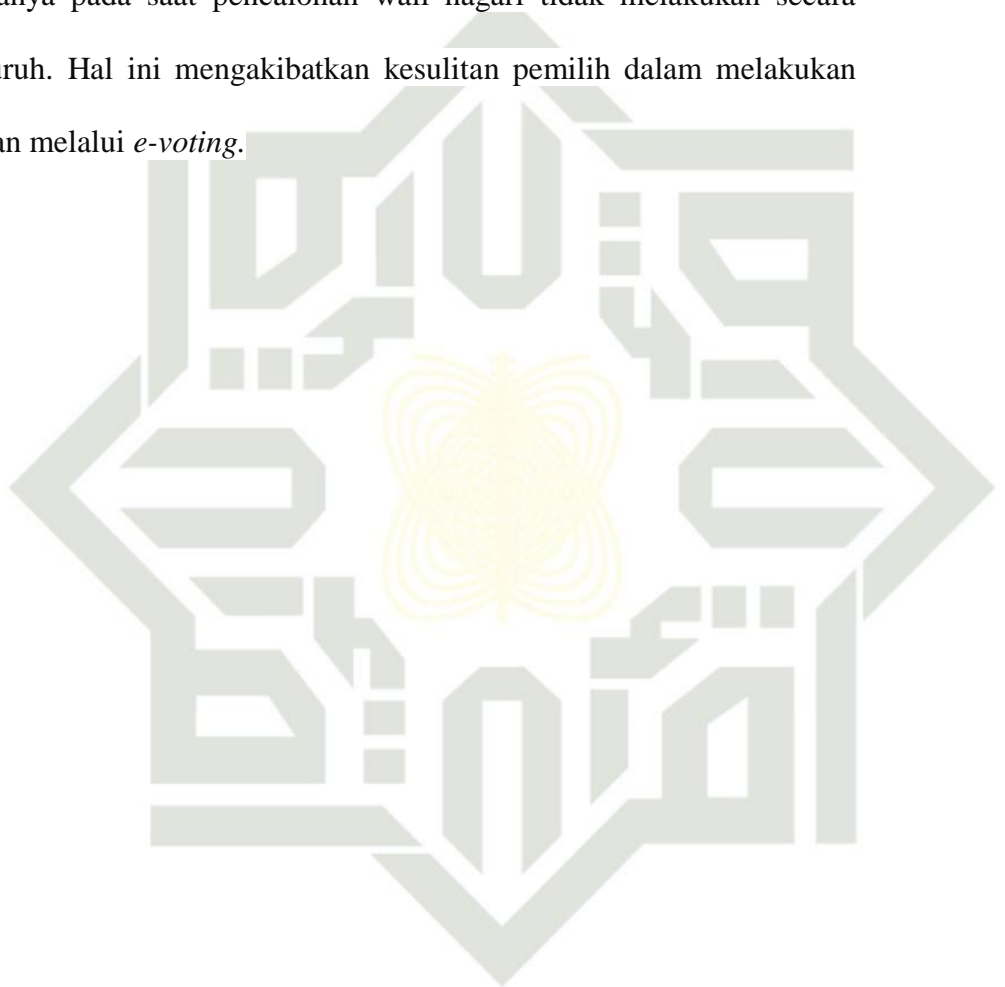 anya pada saat pencalonan wali nagari tidak melakukan secara
uruh. Hal ini mengakibatkan kesulitan pemilih dalam melakukan
an melalui e-voting.